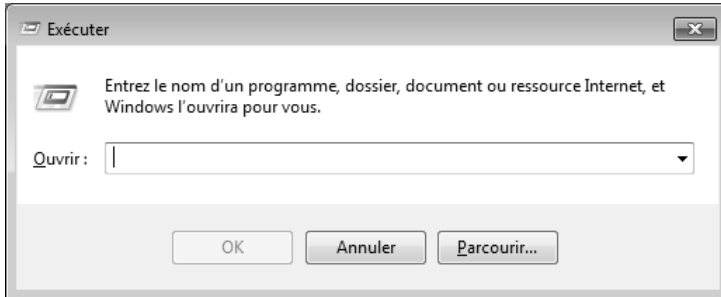 Exécuter
Entrez le nom d'un programme, dossier, document ou ressource Internet, et
Windows l'ouvrira pour vous.
Ouvrir :
OK Annuler Parcourir...